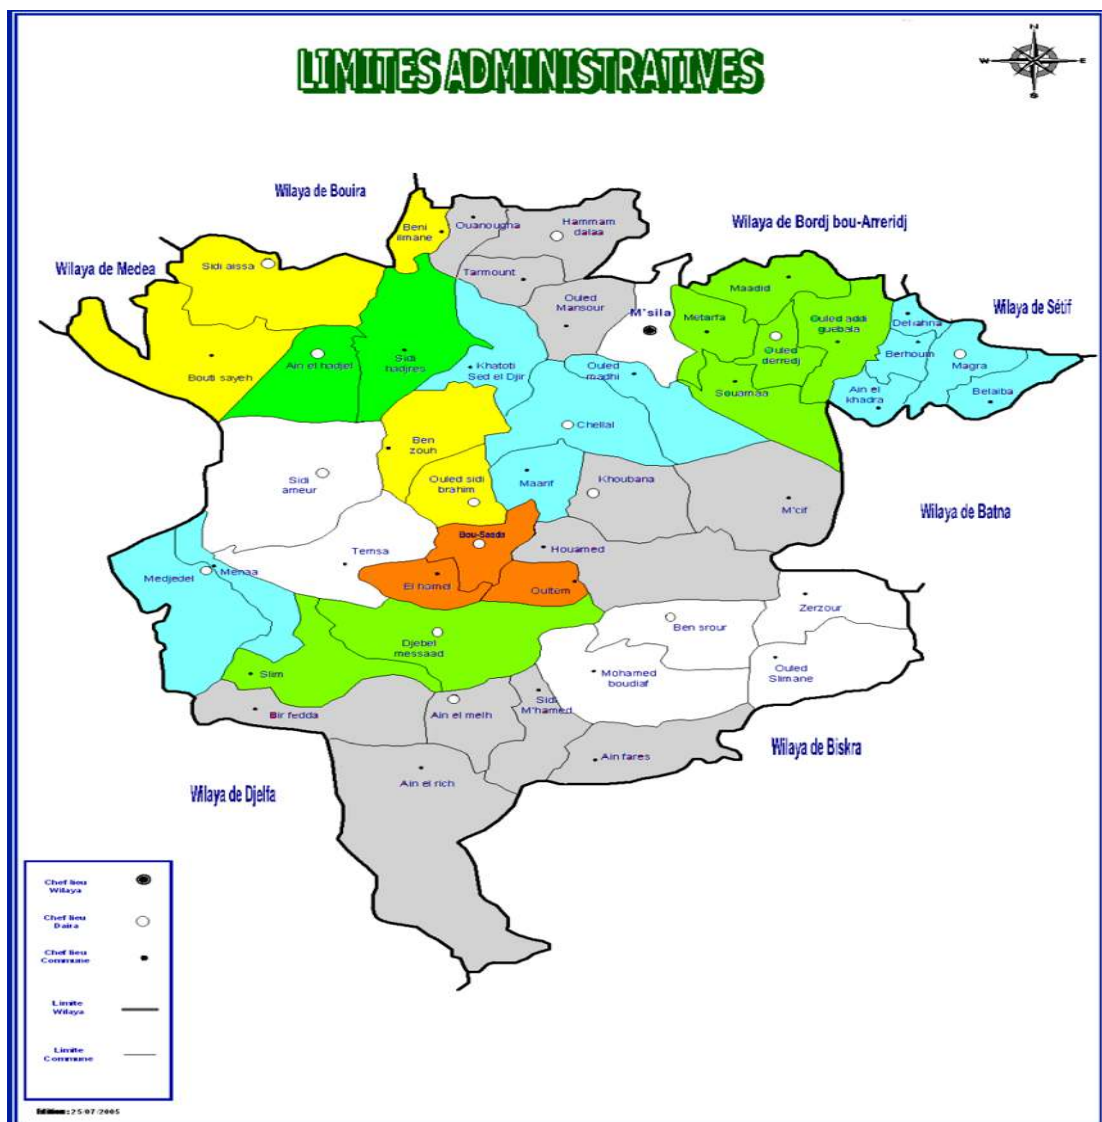 LIMITES ADMINISTRATIVES
N
W
E
S
Wilaya de Bouira
Wilaya de Bordj bou-Arreridj
Wilaya de Medea
Wilaya de Sétif
Beni
ilmane
Ouanougha
Hammam
dalaa
Sidi aissa
Tarmount
Maadid
Ouled
Mansour
M'sila
Metarfa
Ouled addi
guebala
Dehahna
Ouled
derredj
Berhoum
Magra
Bouti sayeh
Ain el hadjel
Sidi
hadjres
Khatoti
Sed el Djir
Ouled
madhi
Souamaa
Ain el
khadra
Belaiba
Chellal
Ben
zouh
Sidi
ameur
Ouled sidi
brahim
Maarif
Khoubana
M'cif
Wilaya de Batna
Bou-Saada
Temsa
Houamed
Medjedel
Menaa
El hamel
Oultem
Zerzour
Ben srour
Djebel
messaad
Slim
Mohamed
boudiaf
Ouled
Slimane
Sidi
M'hamed
Bir fedda
Ain el melh
Ain fares
Wilaya de Biskra
Ain el rich
Wilaya de Djelfa
Chef lieu
Wilaya
Chef lieu
Daira
Chef lieu
Commune
Limite
Wilaya
Limite
Commune
Edition : 25/07/2005